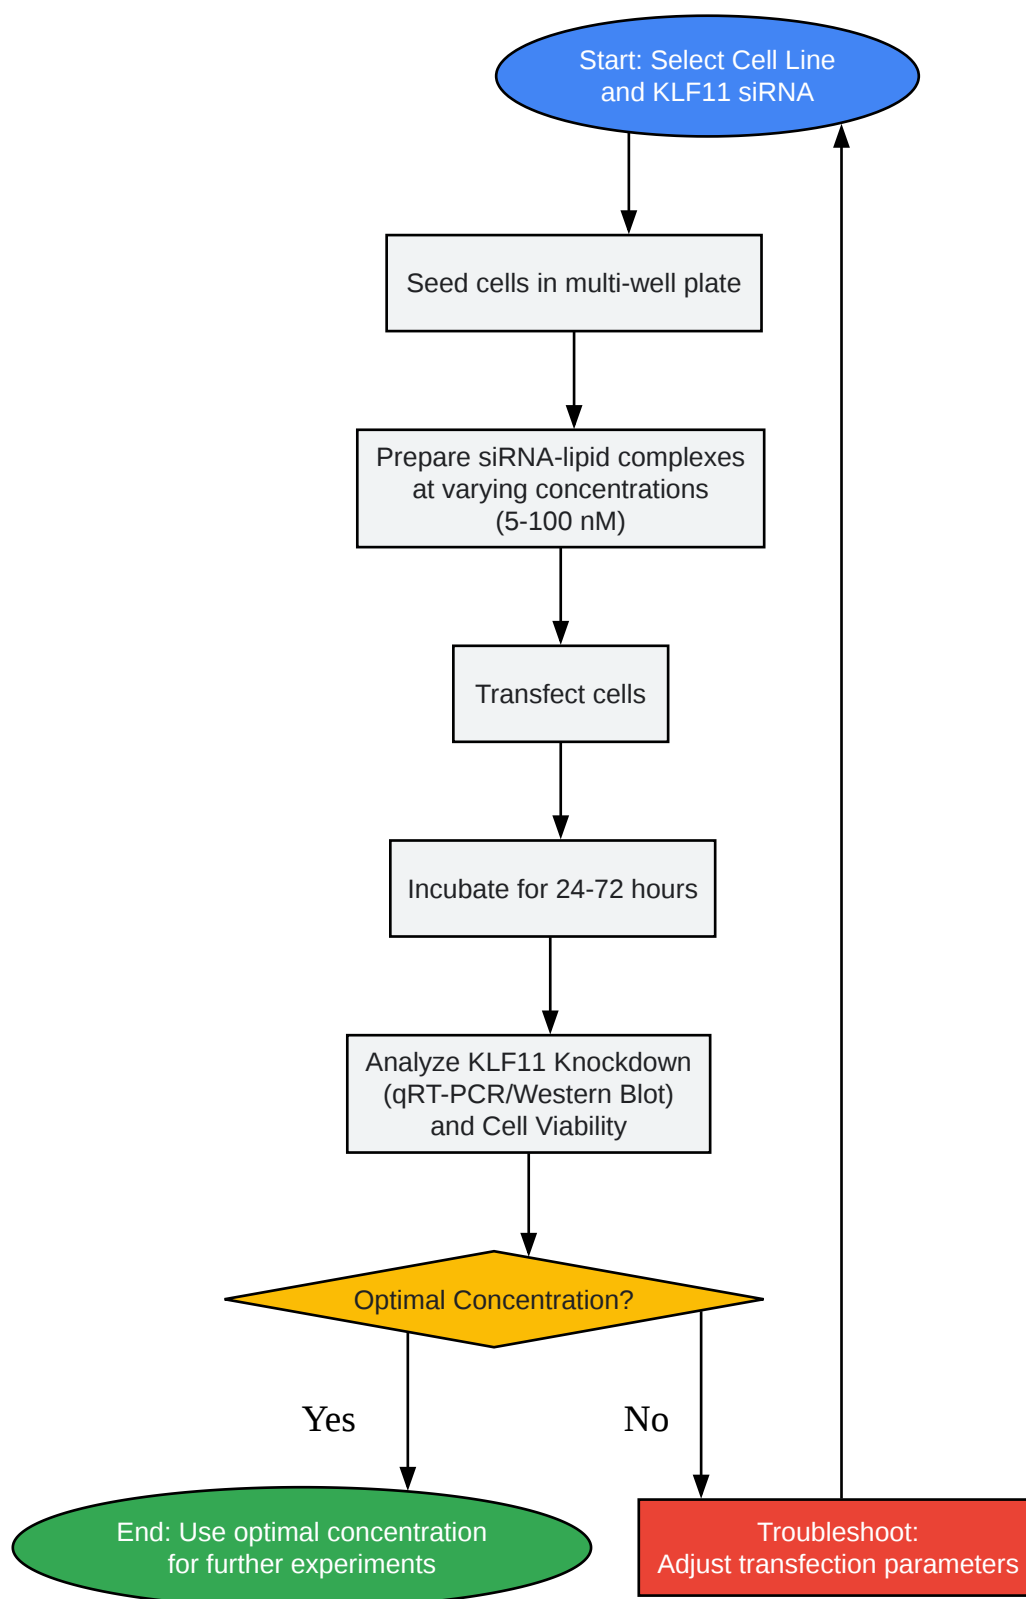 Start: Select Cell Line
and KLF11 siRNA
Seed cells in multi-well plate
Prepare siRNA-lipid complexes
at varying concentrations
(5-100 nM)
Transfect cells
Incubate for 24-72 hours
Analyze KLF11 Knockdown
(qRT-PCR/Western Blot)
and Cell Viability
Optimal Concentration?
Yes
No
End: Use optimal concentration
for further experiments
Troubleshoot:
Adjust transfection parameters